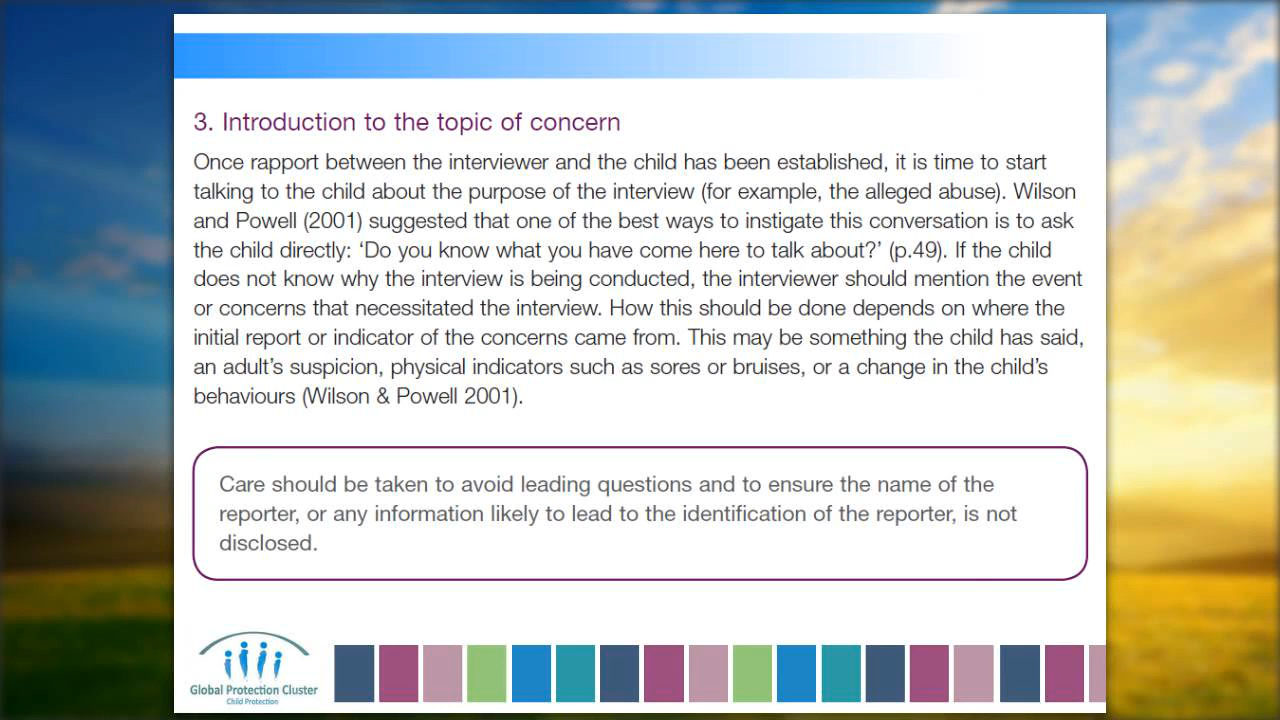 3. Introduction to the topic of concern
Once rapport between the interviewer and the child has been established, it is time to start
talking to the child about the purpose of the interview (for example, the alleged abuse). Wilson
and Powell (2001) suggested that one of the best ways to instigate this conversation is to ask
the child directly: ‘Do you know what you have come here to talk about?’ (p.49). If the child
does not know why the interview is being conducted, the interviewer should mention the event
or concerns that necessitated the interview. How this should be done depends on where the
initial report or indicator of the concerns came from. This may be something the child has said,
an adult’s suspicion, physical indicators such as sores or bruises, or a change in the child’s
behaviours (Wilson & Powell 2001).
Care should be taken to avoid leading questions and to ensure the name of the
reporter, or any information likely to lead to the identification of the reporter, is not
disclosed.
Global Protection Cluster
Child Protection